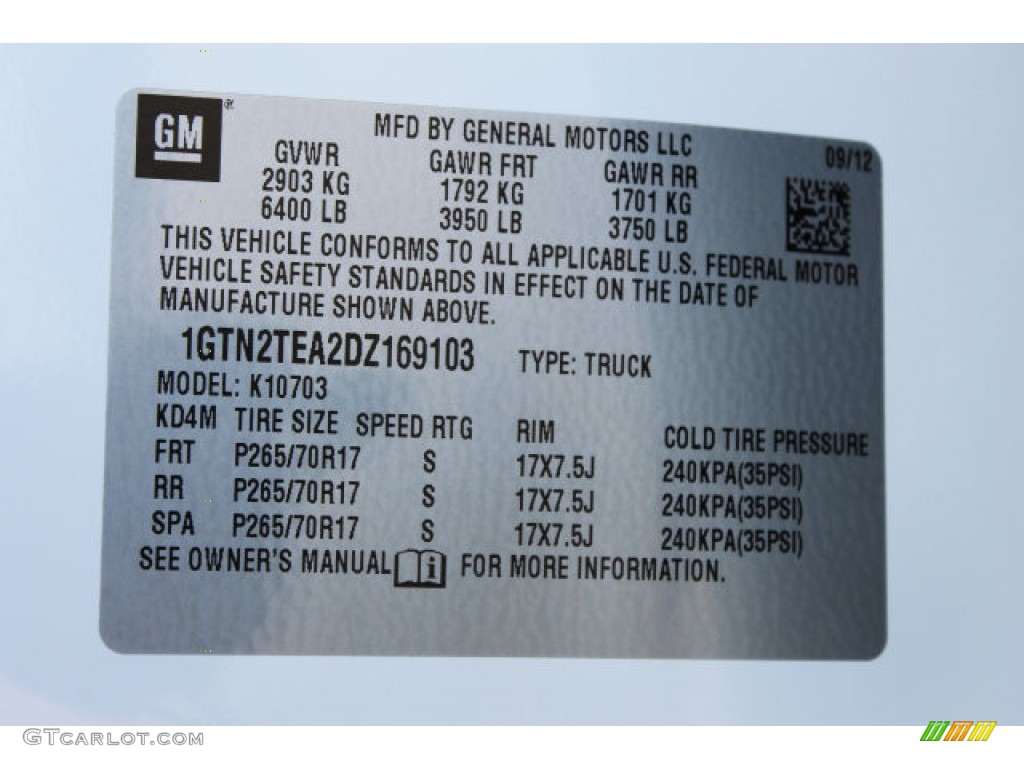 GM®
MFD BY GENERAL MOTORS LLC
09/12
GVWR GAWR FRT GAWR RR
2903 KG 1792 KG 1701 KG
6400 LB 3950 LB 3750 LB
THIS VEHICLE CONFORMS TO ALL APPLICABLE U.S. FEDERAL MOTOR
VEHICLE SAFETY STANDARDS IN EFFECT ON THE DATE OF
MANUFACTURE SHOWN ABOVE.
1GTN2TEA2DZ169103 TYPE: TRUCK
MODEL: K10703
KD4M TIRE SIZE SPEED RTG RIM COLD TIRE PRESSURE
FRT P265/70R17 S 17X7.5J 240KPA(35PSI)
RR P265/70R17 S 17X7.5J 240KPA(35PSI)
SPA P265/70R17 S 17X7.5J 240KPA(35PSI)
SEE OWNER'S MANUAL i FOR MORE INFORMATION.
GTCARLOT.COM